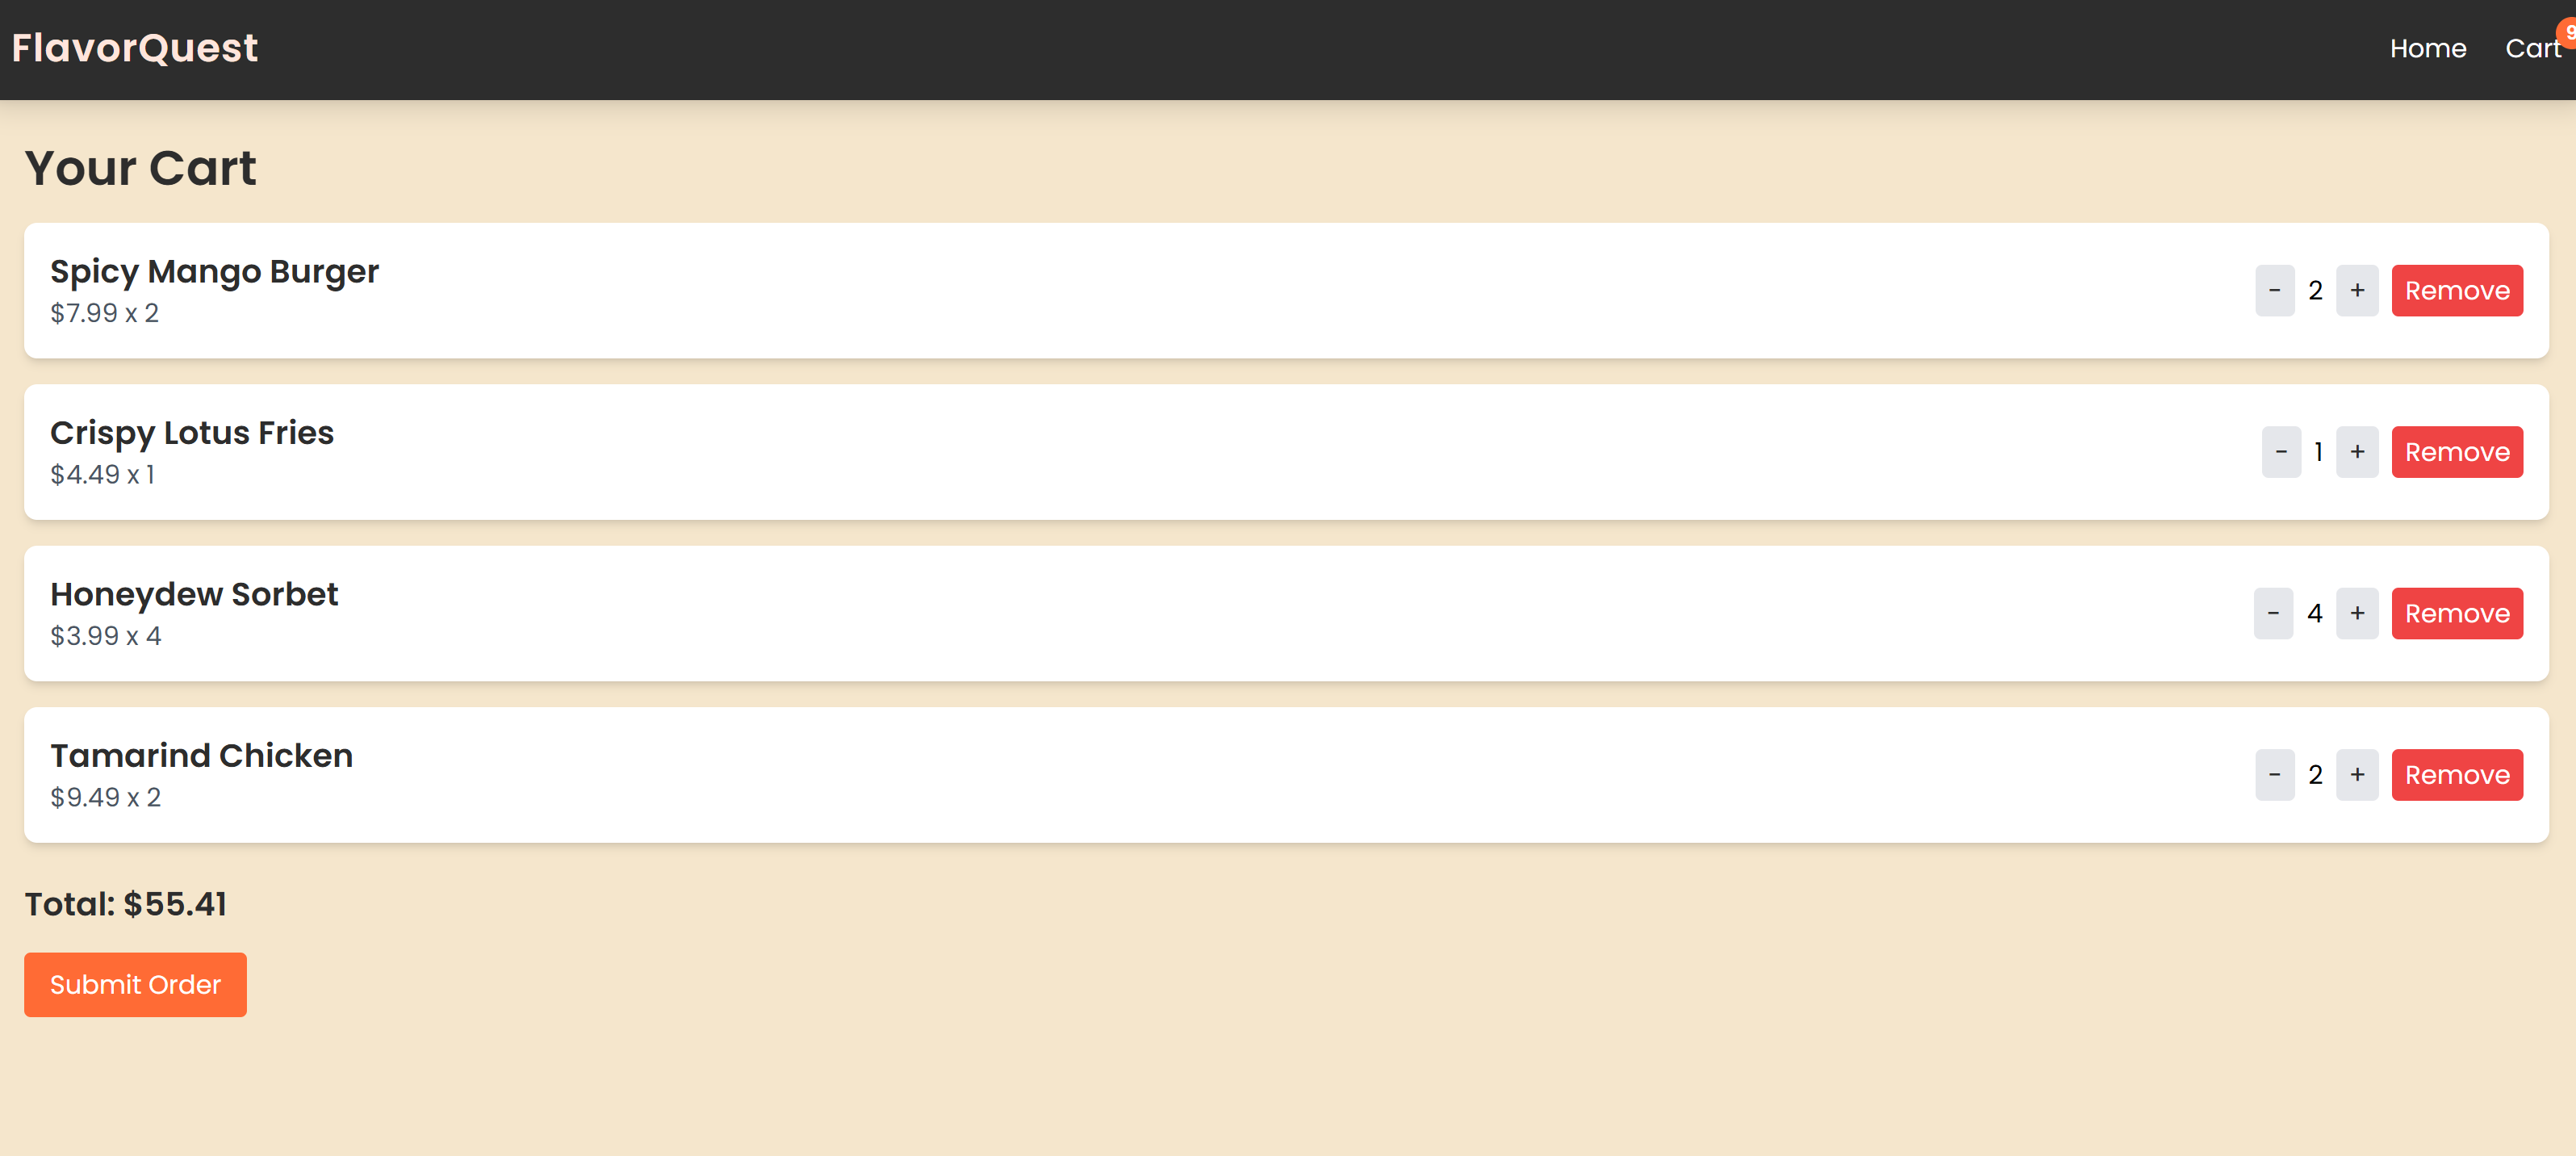 FlavorQuest
Home Cart 9
Your Cart
Spicy Mango Burger
$7.99 x 2
- 2 + Remove
Crispy Lotus Fries
$4.49 x 1
- 1 + Remove
Honeydew Sorbet
$3.99 x 4
- 4 + Remove
Tamarind Chicken
$9.49 x 2
- 2 + Remove
Total: $55.41
Submit Order